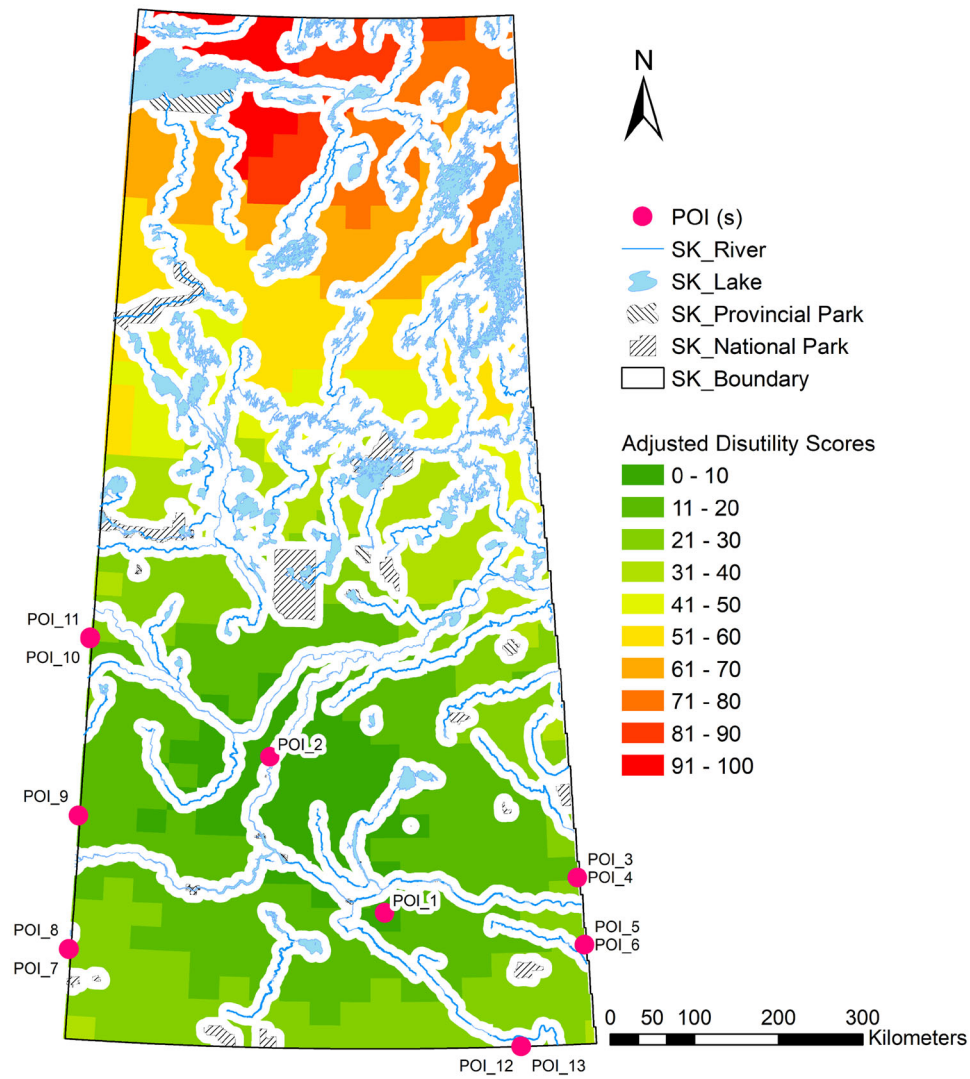 N
POI (s)
SK_River
SK_Lake
SK_Provincial Park
SK_National Park
SK_Boundary
Adjusted Disutility Scores
0 - 10
11 - 20
21 - 30
31 - 40
41 - 50
51 - 60
61 - 70
71 - 80
81 - 90
91 - 100
POI_11
POI_10
POI_2
POI_9
POI_3
POI_4
POI_1
POI_8
POI_7
POI_5
POI_6
0 50 100 200 300
Kilometers
POI_12 POI_13